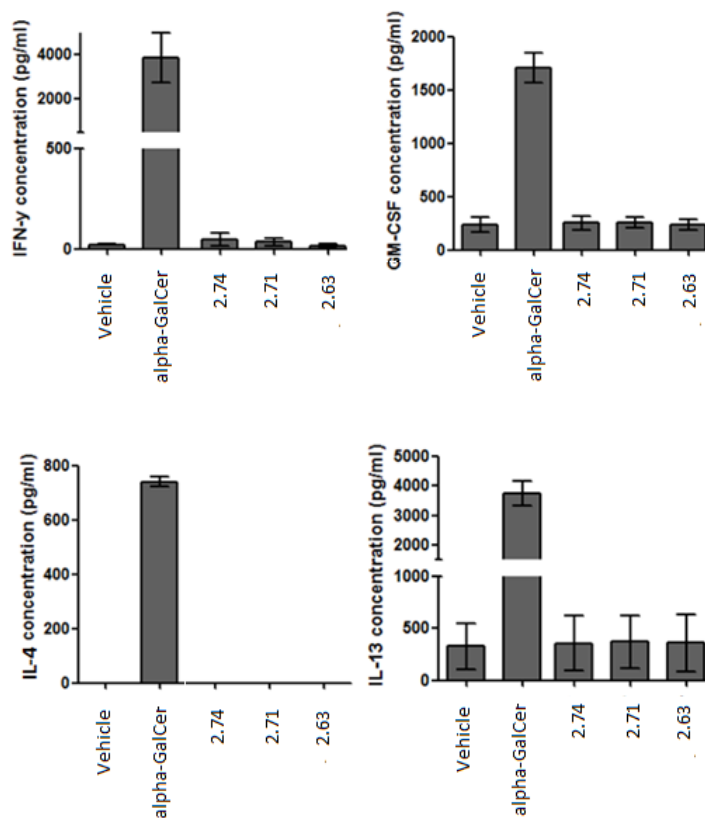 IFN-y concentration (pg/ml)
4000
2000
500
0
Vehicle
alpha-GalCer
2.74
2.71
2.63
GM-CSF concentration (pg/ml)
2000
1500
1000
500
0
Vehicle
alpha-GalCer
2.74
2.71
2.63
IL-4 concentration (pg/ml)
800
600
400
200
0
Vehicle
alpha-GalCer
2.74
2.71
2.63
IL-13 concentration (pg/ml)
5000
4000
3000
2000
1000
500
0
Vehicle
alpha-GalCer
2.74
2.71
2.63